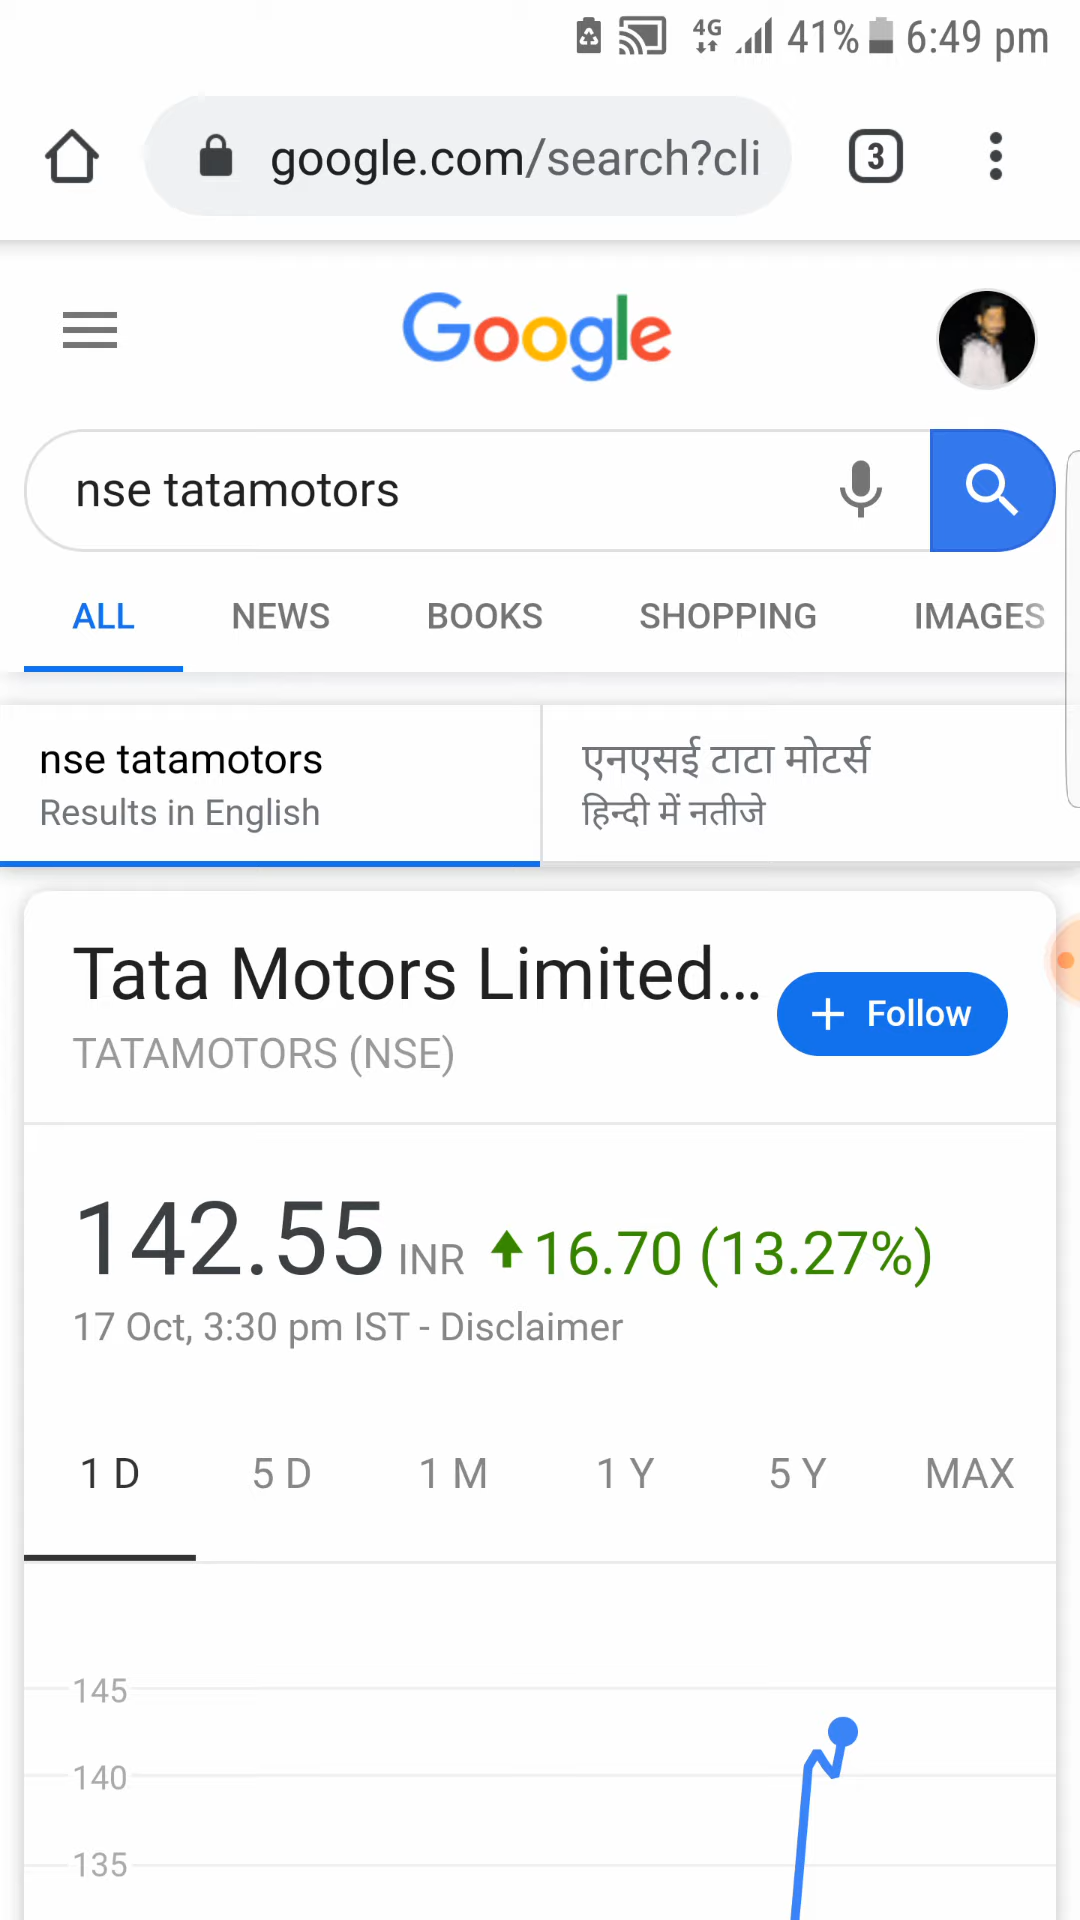 4G 41% 6:49 pm
google.com/search?cli 3
Google
nse tatamotors
ALL NEWS BOOKS SHOPPING IMAGES
nse tatamotors
Results in English
एनएसई टाटा मोटर्स
हिन्दी में नतीजे
Tata Motors Limited...
TATAMOTORS (NSE)
+ Follow
142.55 INR 16.70 (13.27%)
17 Oct, 3:30 pm IST - Disclaimer
1 D 5 D 1 M 1 Y 5 Y MAX
145
140
135